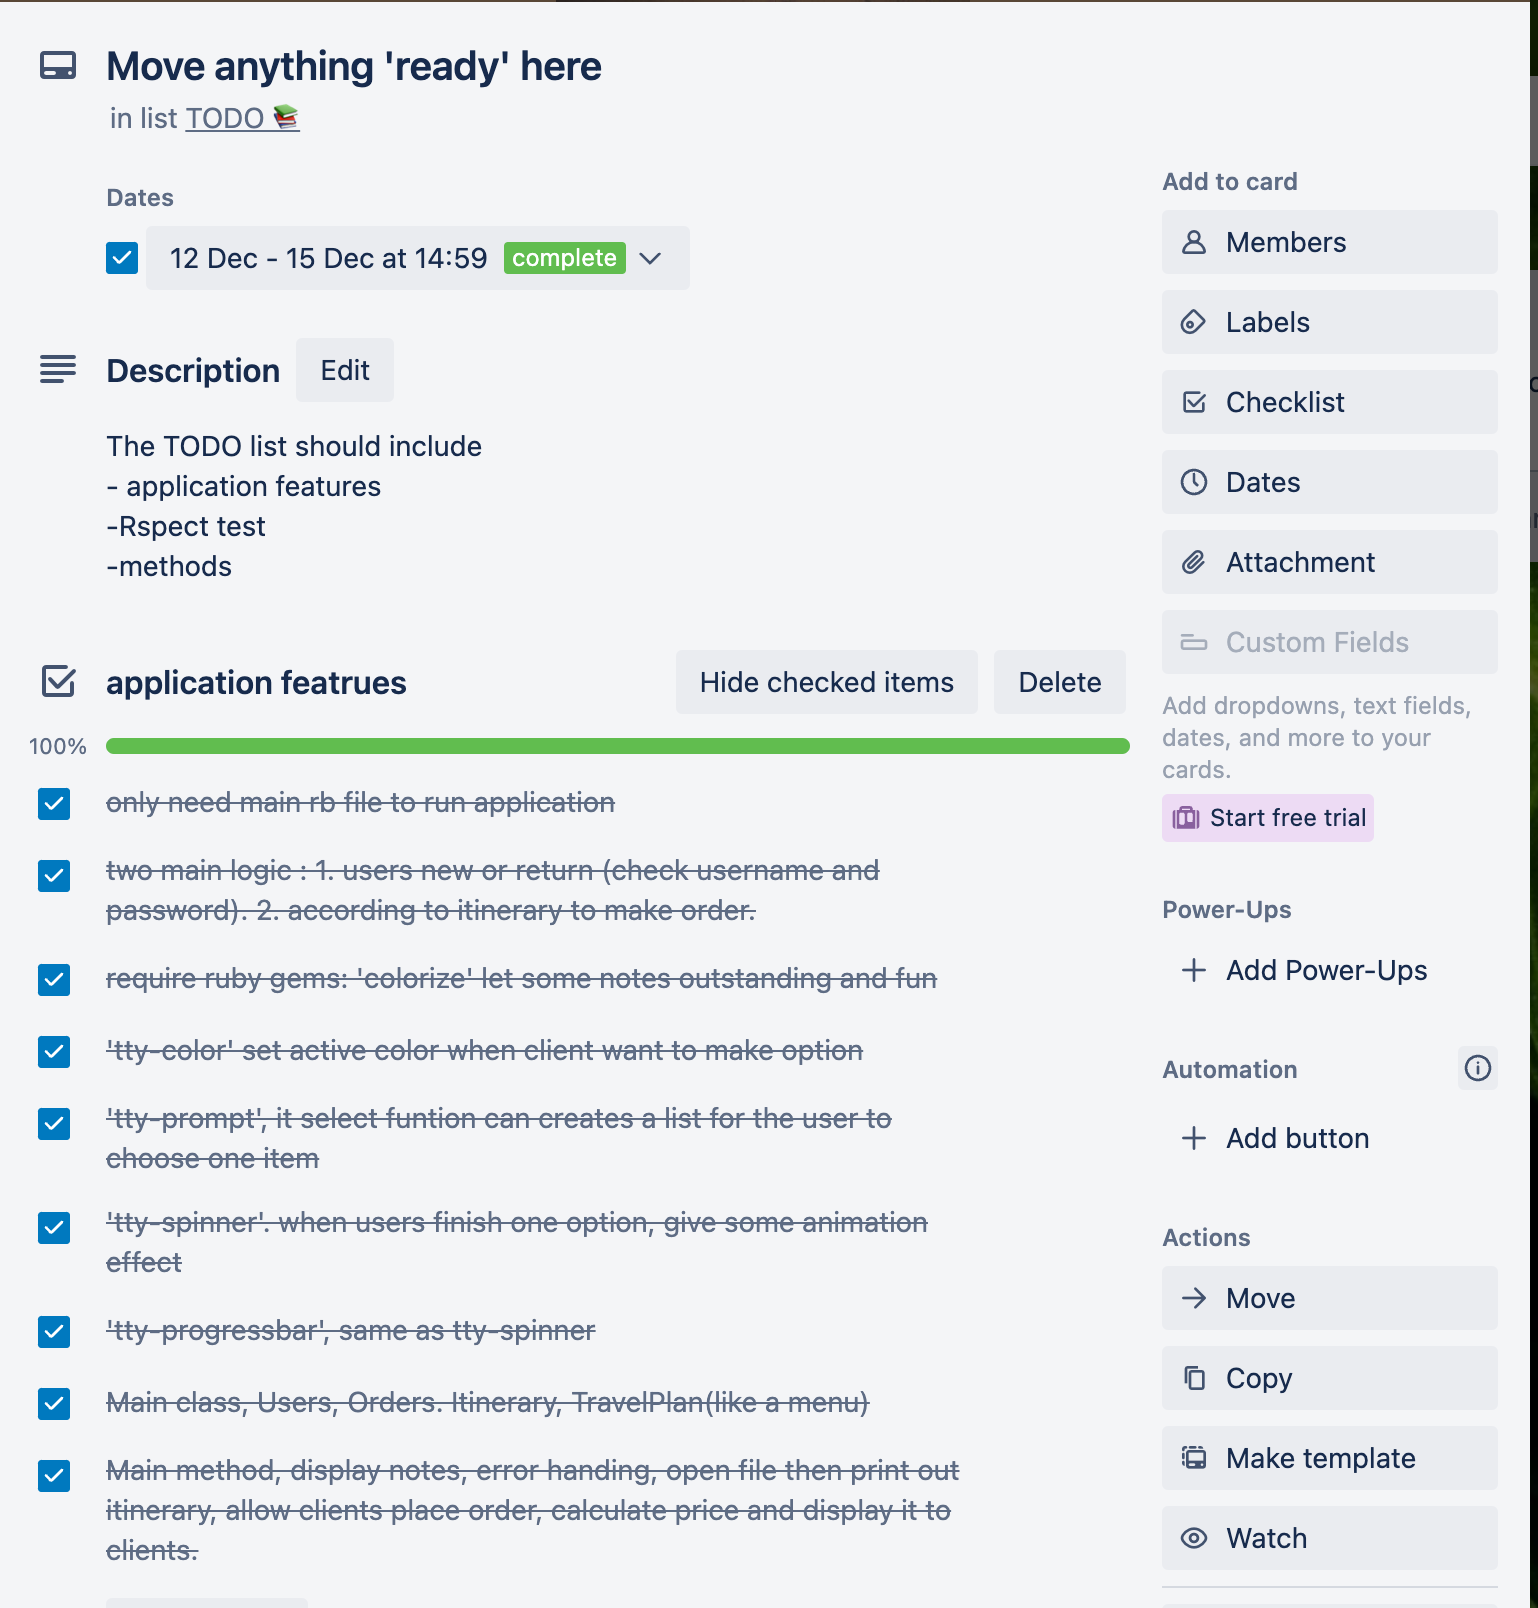 Move anything 'ready' here
in list TODO 📚
Dates
12 Dec - 15 Dec at 14:59 complete
Description Edit
The TODO list should include
- application features
-Rspect test
-methods
application featrues Hide checked items Delete
100%
only need main rb file to run application
two main logic : 1. users new or return (check username and
password). 2. according to itinerary to make order.
require ruby gems: 'colorize' let some notes outstanding and fun
'tty-color' set active color when client want to make option
'tty-prompt', it select funtion can creates a list for the user to
choose one item
'tty-spinner'. when users finish one option, give some animation
effect
'tty-progressbar', same as tty-spinner
Main class, Users, Orders. Itinerary, TravelPlan(like a menu)
Main method, display notes, error handing, open file then print out
itinerary, allow clients place order, calculate price and display it to
clients.
Add to card
Members
Labels
Checklist
Dates
Attachment
Custom Fields
Add dropdowns, text fields,
dates, and more to your
cards.
Start free trial
Power-Ups
Add Power-Ups
Automation
Add button
Actions
Move
Copy
Make template
Watch